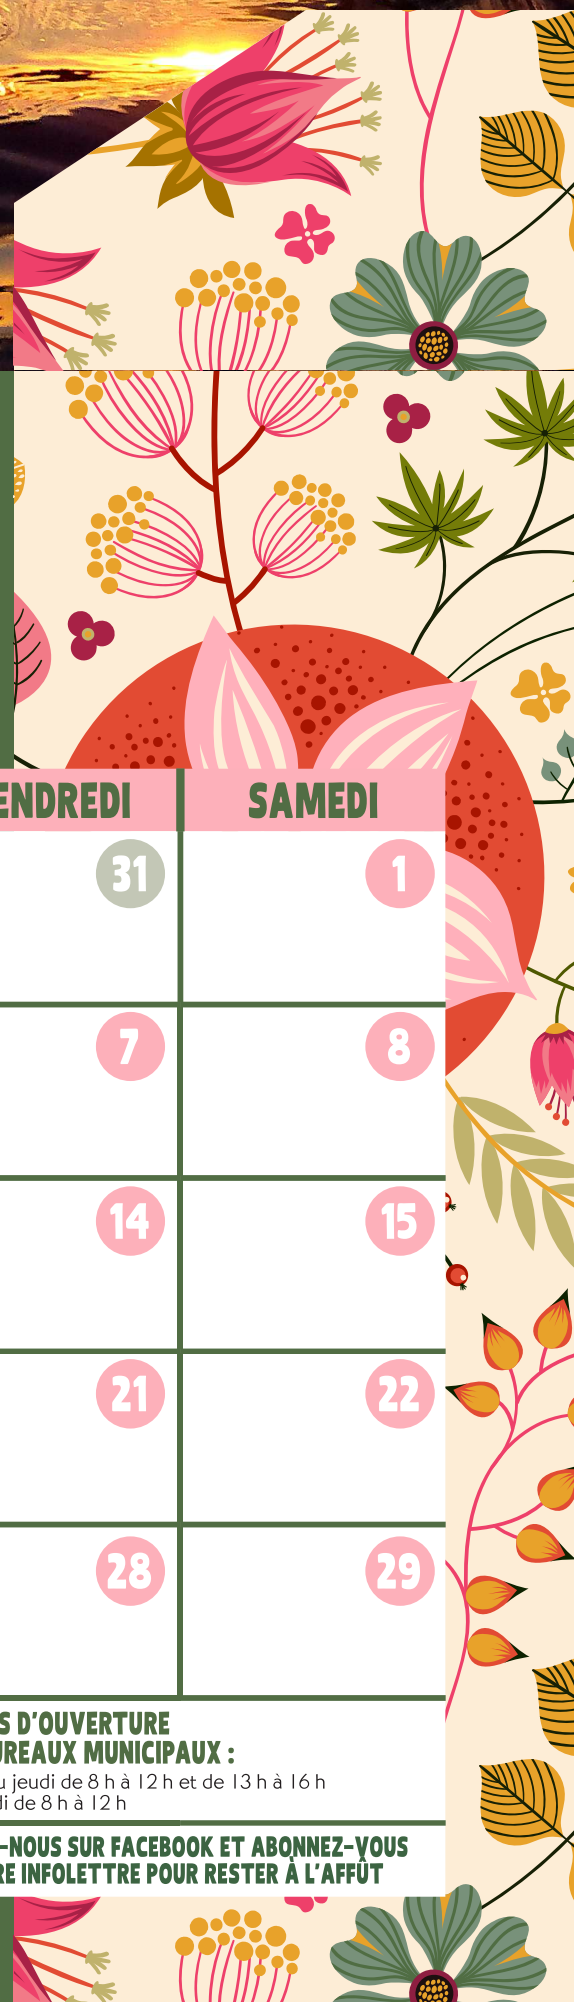 ENDREDI SAMEDI
31 1
7 8
14 15
21 22
28 29
S D'OUVERTURE
UREAUX MUNICIPAUX :
u jeudi de 8 h à 12 h et de 13 h à 16 h
di de 8 h à 12 h
-NOUS SUR FACEBOOK ET ABONNEZ-VOUS
RE INFOLETTRE POUR RESTER À L'AFFÛT